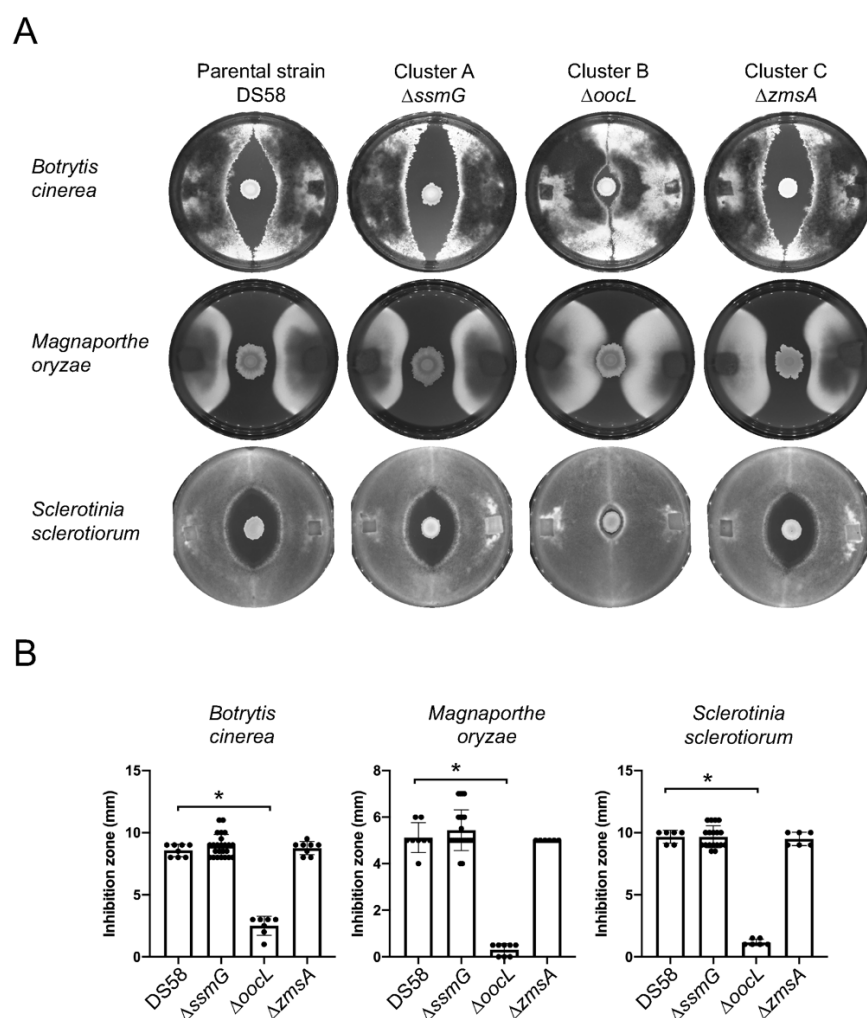 A
Parental strain
DS58
Cluster A
ΔssmG
Cluster B
ΔoocL
Cluster C
ΔzmsA
Botrytis
cinerea
Magnaporthe
oryzae
Sclerotinia
sclerotiorum
B
Botrytis
cinerea
Inhibition zone (mm)
15
10
5
0
*
DS58
ΔssmG
ΔoocL
ΔzmsA
Magnaporthe
oryzae
Inhibition zone (mm)
8
6
4
2
0
*
DS58
ΔssmG
ΔoocL
ΔzmsA
Sclerotinia
sclerotiorum
Inhibition zone (mm)
15
10
5
0
*
DS58
ΔssmG
ΔoocL
ΔzmsA